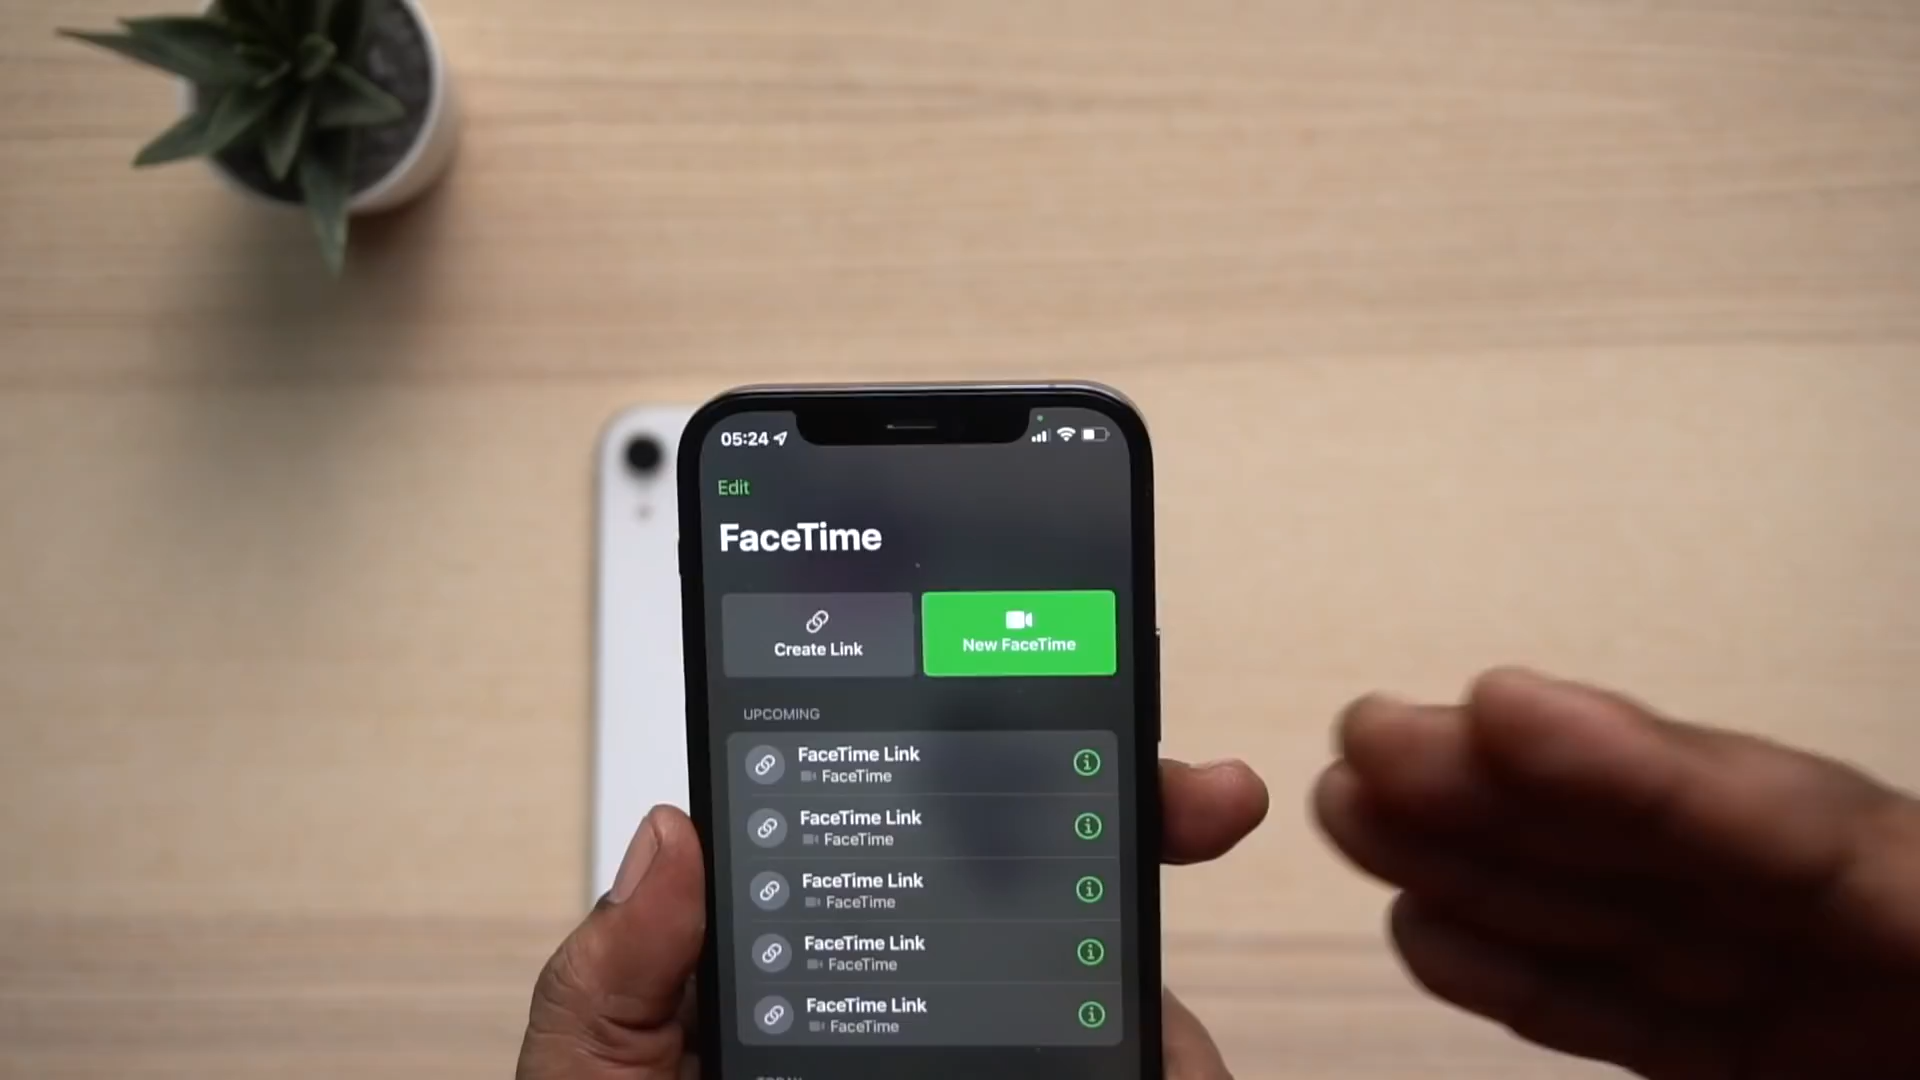 05:24
Edit
FaceTime
Create Link
New FaceTime
UPCOMING
FaceTime Link
FaceTime
FaceTime Link
FaceTime
FaceTime Link
FaceTime
FaceTime Link
FaceTime
FaceTime Link
FaceTime